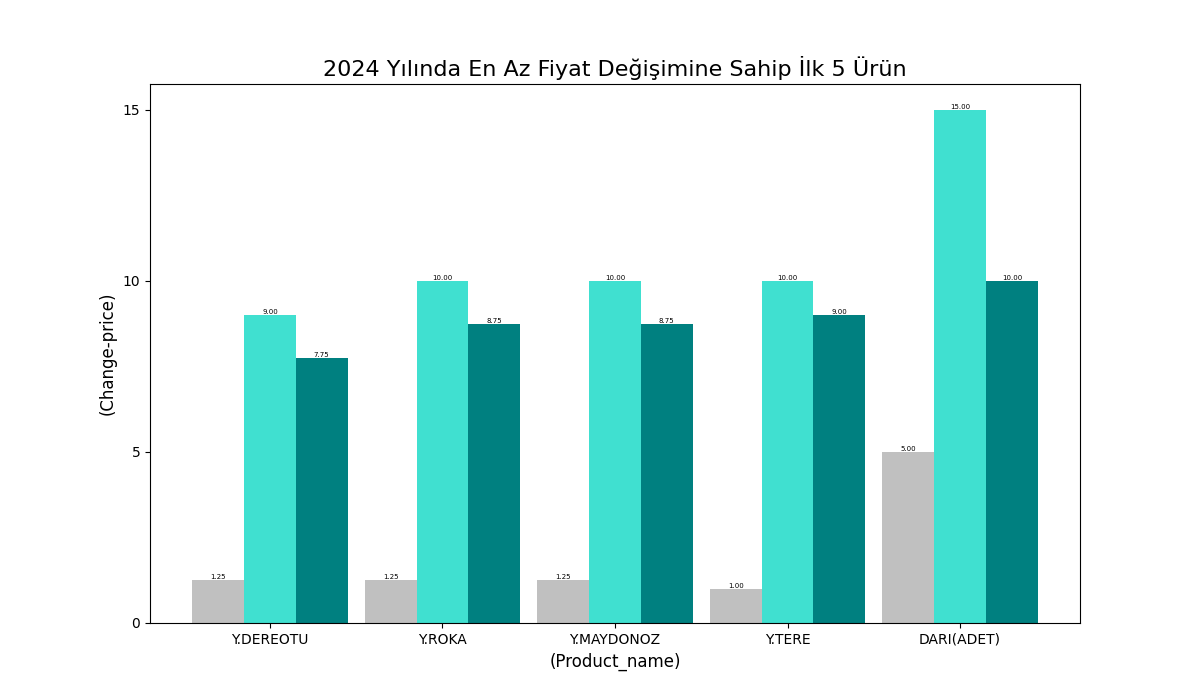 2024 Yılında En Az Fiyat Değişimine Sahip İlk 5 Ürün
15
10
5
0
(Change-price)
1.25
9.00
7.75
1.25
10.00
8.75
1.25
10.00
8.75
1.00
10.00
9.00
5.00
15.00
10.00
Y.DEREOTU
Y.ROKA
Y.MAYDONOZ
Y.TERE
DARI(ADET)
(Product_name)